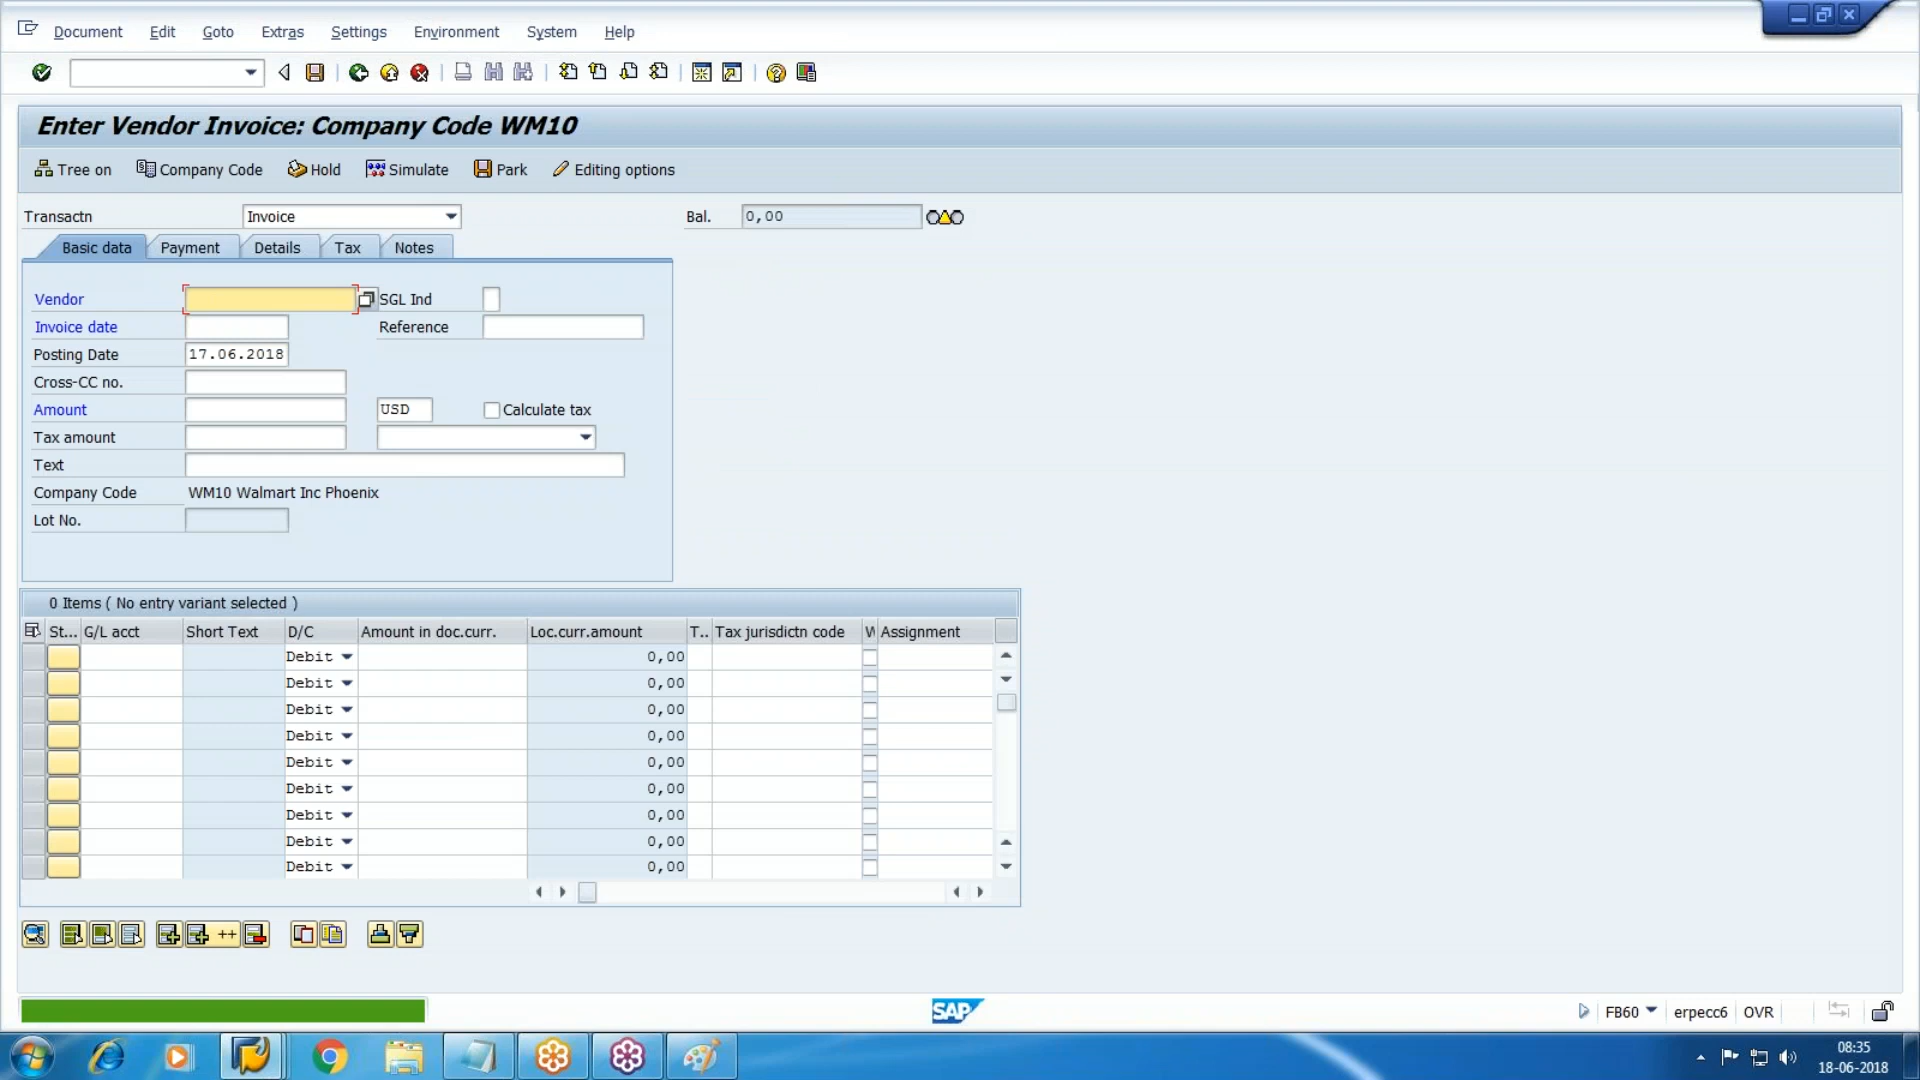 Document Edit Goto Extras Settings Environment System Help
Enter Vendor Invoice: Company Code WM10
Tree on Company Code Hold Simulate Park Editing options
Transactn Invoice Bal. 0,00
Basic data Payment Details Tax Notes
Vendor SGL Ind
Invoice date Reference
Posting Date 17.06.2018
Cross-CC no.
Amount USD Calculate tax
Tax amount
Text
Company Code WM10 Walmart Inc Phoenix
Lot No.
0 Items ( No entry variant selected )
St... G/L acct Short Text D/C Amount in doc.curr. Loc.curr.amount T.. Tax jurisdictn code W Assignment
Debit 0,00
Debit 0,00
Debit 0,00
Debit 0,00
Debit 0,00
Debit 0,00
Debit 0,00
Debit 0,00
Debit 0,00
++
SAP FB60 erpecc6 OVR
08:35
18-06-2018